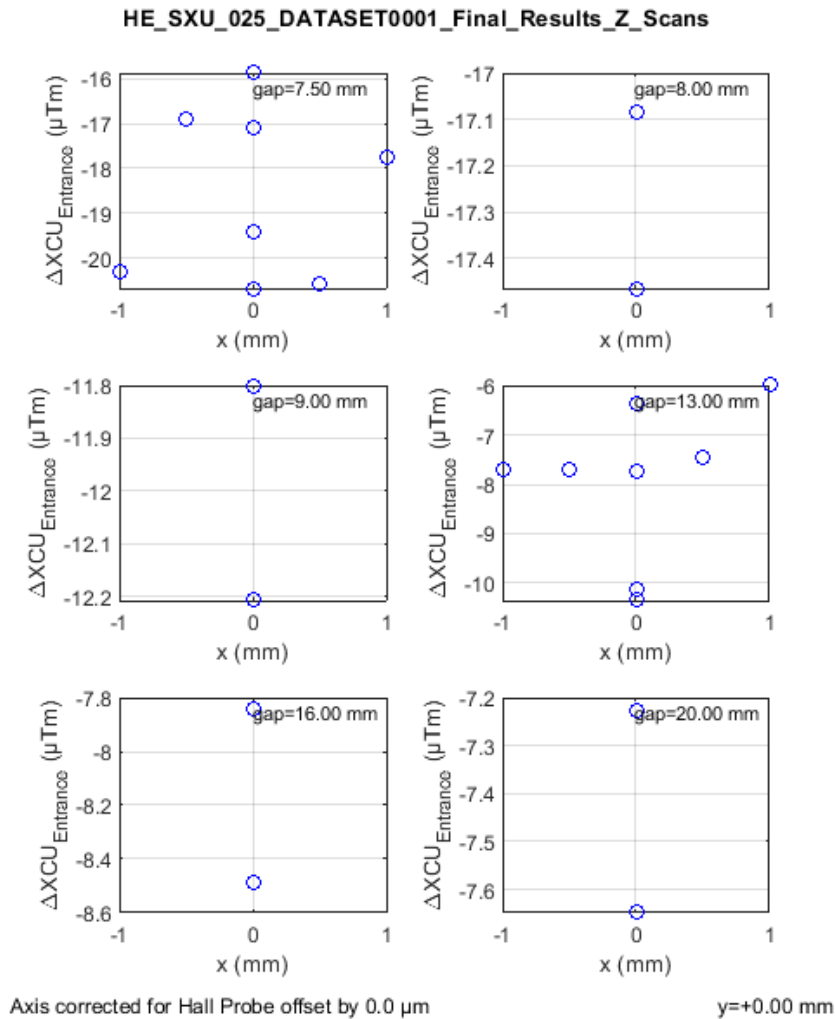 HE_SXU_025_DATASET0001_Final_Results_Z_Scans
gap=7.50 mm
-16
-17
-18
-19
-20
ΔXCU_Entrance (µTm)
-1 0 1
x (mm)
gap=8.00 mm
-17
-17.1
-17.2
-17.3
-17.4
ΔXCU_Entrance (µTm)
-1 0 1
x (mm)
gap=9.00 mm
-11.8
-11.9
-12
-12.1
-12.2
ΔXCU_Entrance (µTm)
-1 0 1
x (mm)
gap=13.00 mm
-6
-7
-8
-9
-10
ΔXCU_Entrance (µTm)
-1 0 1
x (mm)
gap=16.00 mm
-7.8
-8
-8.2
-8.4
-8.6
ΔXCU_Entrance (µTm)
-1 0 1
x (mm)
gap=20.00 mm
-7.2
-7.3
-7.4
-7.5
-7.6
ΔXCU_Entrance (µTm)
-1 0 1
x (mm)
Axis corrected for Hall Probe offset by 0.0 µm
y=+0.00 mm